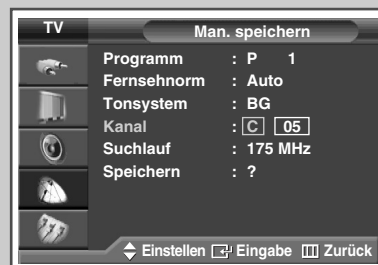 TV
Man. speichern
Programm : P 1
Fernsehnorm : Auto
Tonsystem : BG
Kanal : C 05
Suchlauf : 175 MHz
Speichern : ?
Einstellen Eingabe Zurück